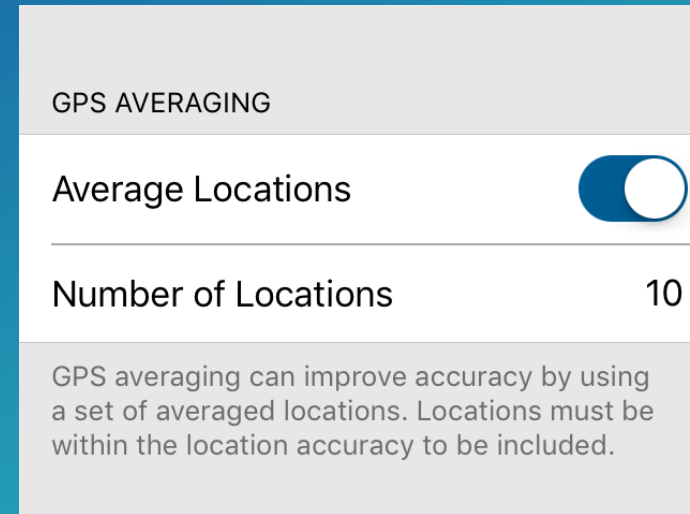 GPS AVERAGING
Average Locations
Number of Locations 10
GPS averaging can improve accuracy by using
a set of averaged locations. Locations must be
within the location accuracy to be included.